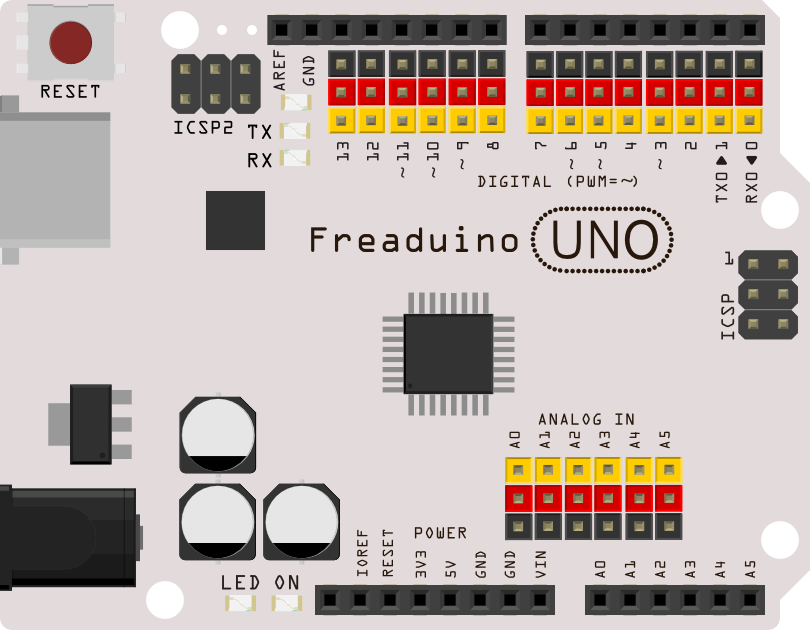 RESET
ICSP2
AREF
GND
TX
RX
13
12
~11
~10
~9
8
7
~6
~5
4
~3
2
TX0▶1
RX0◀0
DIGITAL (PWM=~)
Freaduino UNO
1
ICSP
ANALOG IN
A0
A1
A2
A3
A4
A5
POWER
IOREF
RESET
3V3
5V
GND
GND
VIN
A0
A1
A2
A3
A4
A5
LED
ON